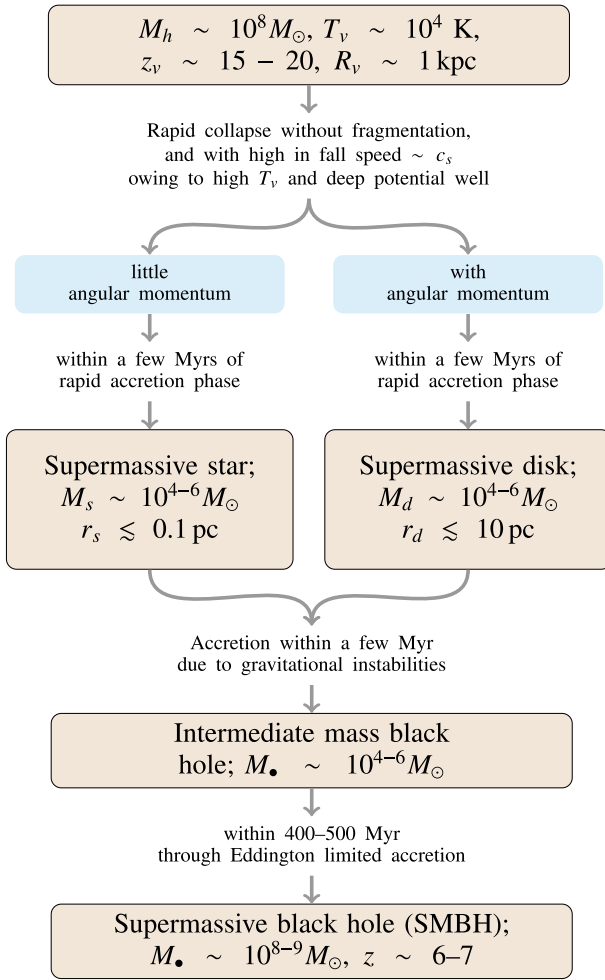 M_h ∼ 10^8 M_⊙, T_v ∼ 10^4 K,
z_v ∼ 15 − 20, R_v ∼ 1 kpc
Rapid collapse without fragmentation,
and with high in fall speed ∼ c_s
owing to high T_v and deep potential well
little
angular momentum
with
angular momentum
within a few Myrs of
rapid accretion phase
within a few Myrs of
rapid accretion phase
Supermassive star;
M_s ∼ 10^{4−6} M_⊙
r_s ≲ 0.1 pc
Supermassive disk;
M_d ∼ 10^{4−6} M_⊙
r_d ≲ 10 pc
Accretion within a few Myr
due to gravitational instabilities
Intermediate mass black
hole; M_• ∼ 10^{4−6} M_⊙
within 400–500 Myr
through Eddington limited accretion
Supermassive black hole (SMBH);
M_• ∼ 10^{8−9} M_⊙, z ∼ 6–7